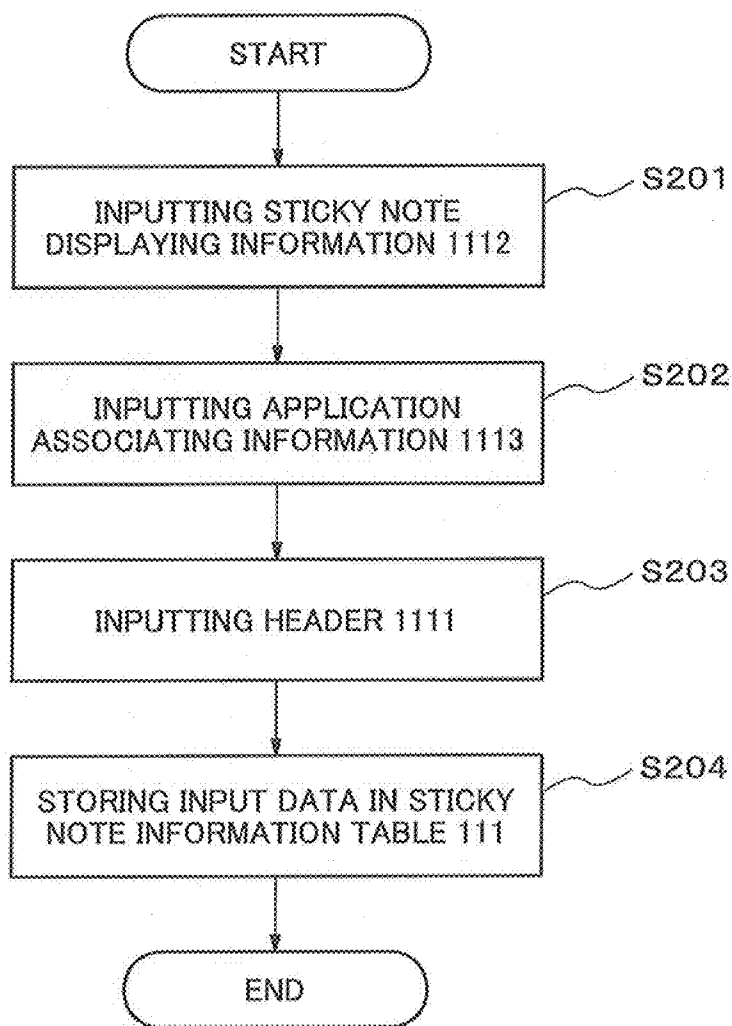 START
S201
INPUTTING STICKY NOTE
DISPLAYING INFORMATION 1112
S202
INPUTTING APPLICATION
ASSOCIATING INFORMATION 1113
S203
INPUTTING HEADER 1111
S204
STORING INPUT DATA IN STICKY
NOTE INFORMATION TABLE 111
END